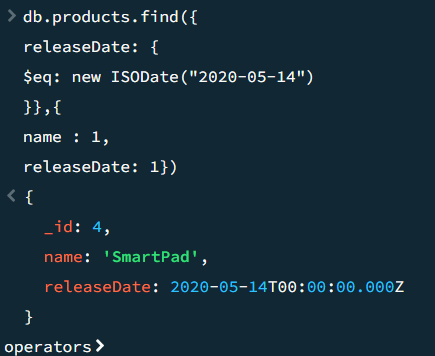 > db.products.find({
releaseDate: {
$eq: new ISODate("2020-05-14")
}},{
name : 1,
releaseDate: 1})
< {
_id: 4,
name: 'SmartPad',
releaseDate: 2020-05-14T00:00:00.000Z
}
operators>